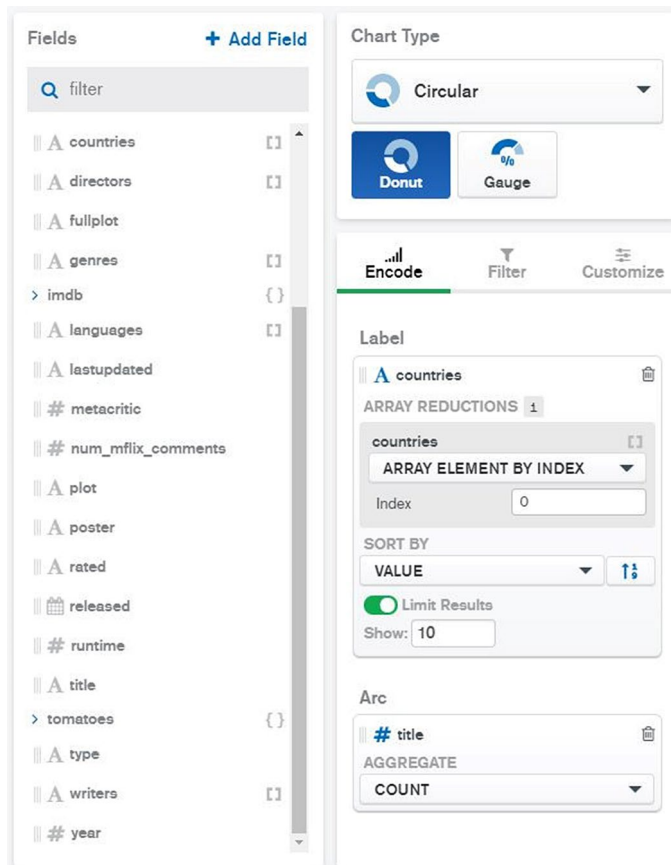 Fields
+ Add Field
filter
A countries []
A directors []
A fullplot
A genres []
> imdb {}
A languages []
A lastupdated
# metacritic
# num_mflix_comments
A plot
A poster
A rated
released
# runtime
A title
> tomatoes {}
A type
A writers []
# year
Chart Type
Circular
Donut
% Gauge
Encode
Filter
Customize
Label
A countries
ARRAY REDUCTIONS i
countries []
ARRAY ELEMENT BY INDEX
Index 0
SORT BY
VALUE
1 9
Limit Results
Show: 10
Arc
# title
AGGREGATE
COUNT